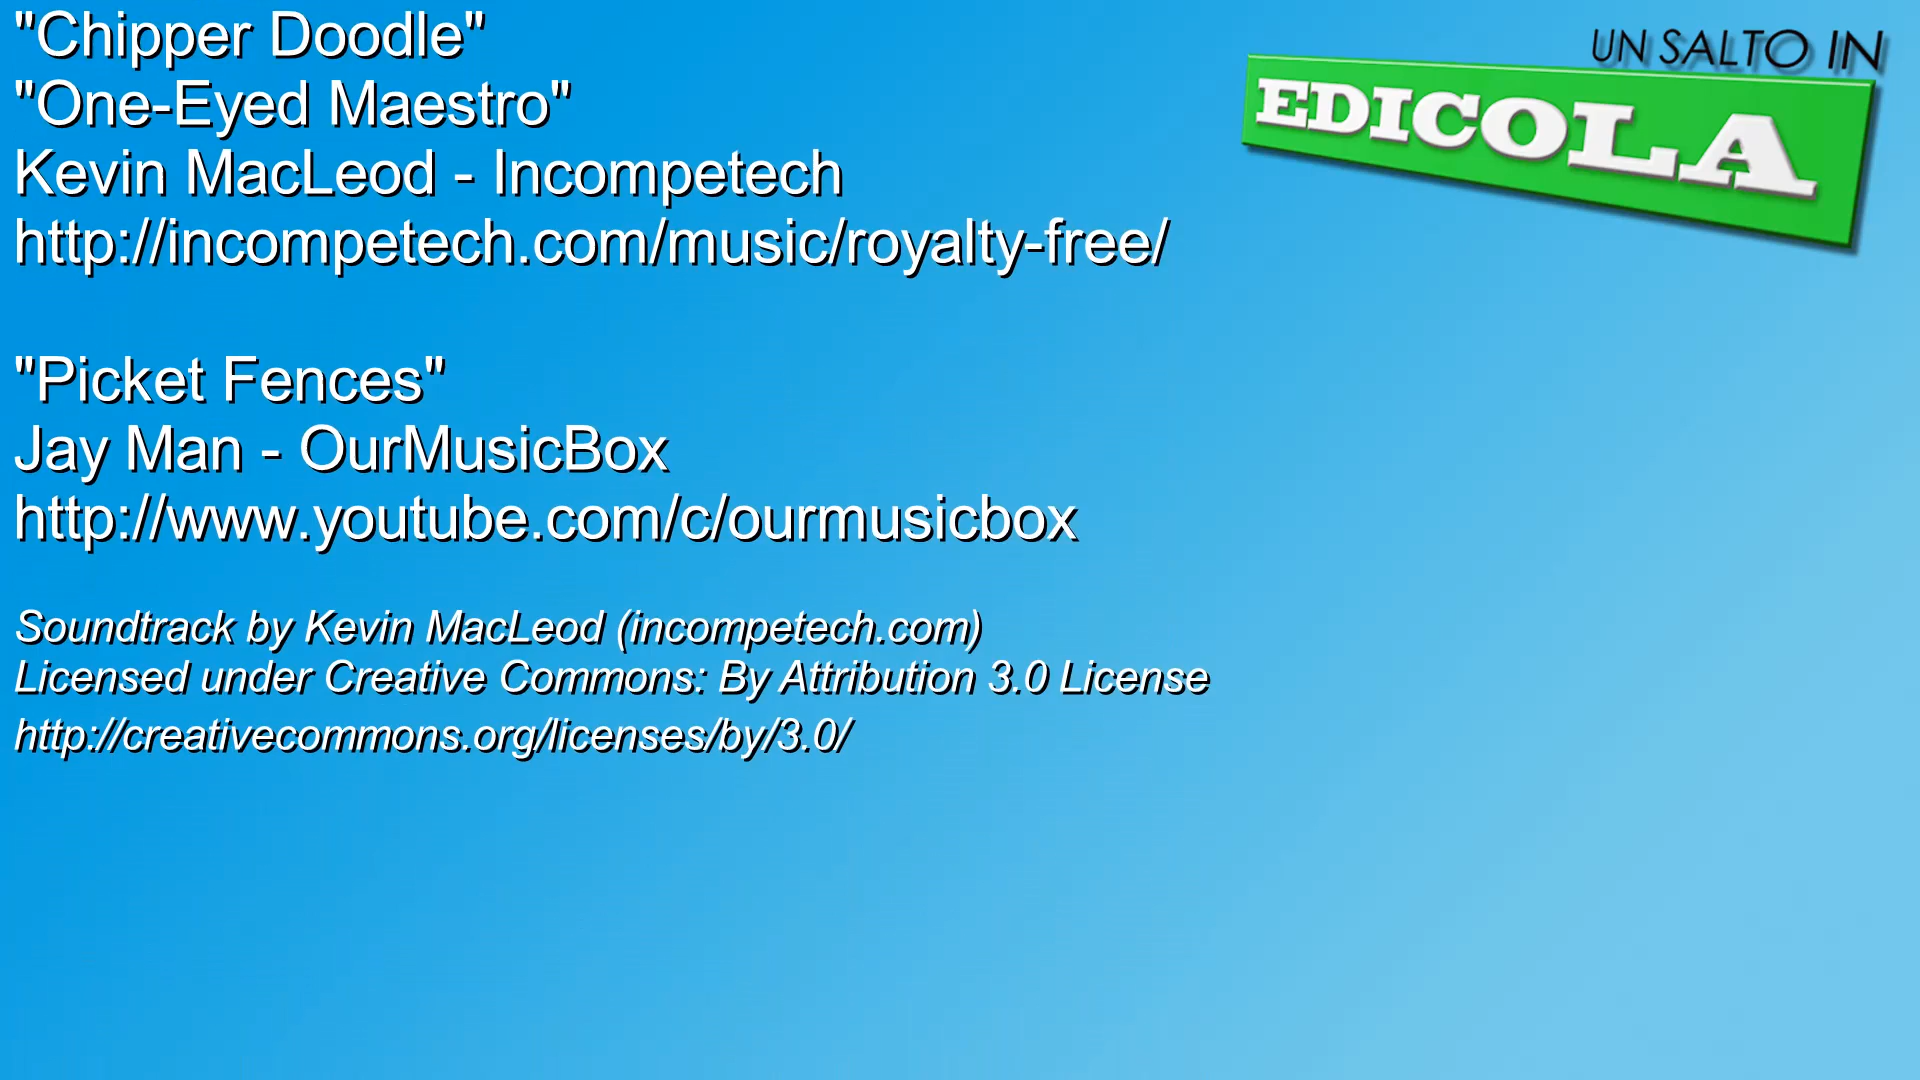 "Chipper Doodle"
"One-Eyed Maestro"
Kevin MacLeod - Incompetech
http://incompetech.com/music/royalty-free/
"Picket Fences"
Jay Man - OurMusicBox
http://www.youtube.com/c/ourmusicbox
Soundtrack by Kevin MacLeod (incompetech.com)
Licensed under Creative Commons: By Attribution 3.0 License
http://creativecommons.org/licenses/by/3.0/
UN SALTO IN
EDICOLA